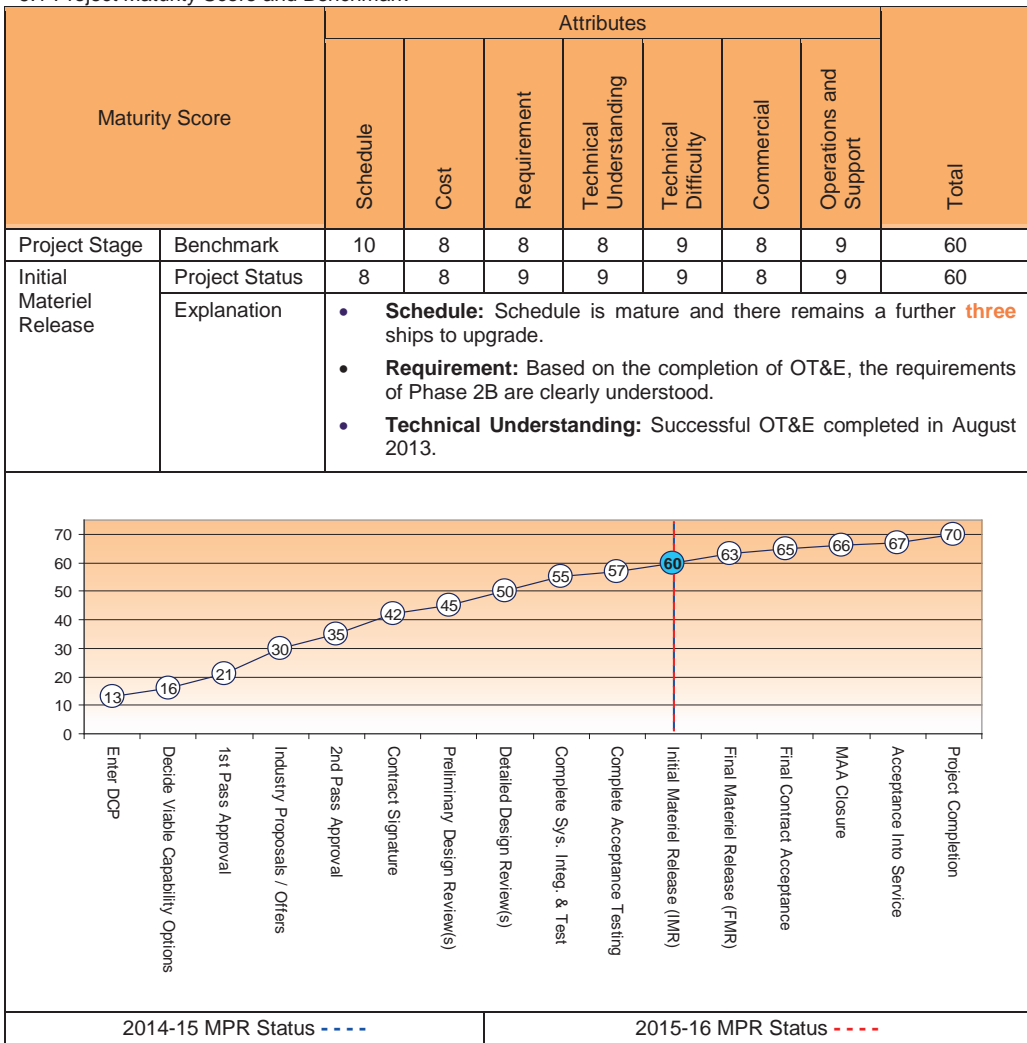 Maturity Score
Attributes
Schedule
Cost
Requirement
Technical
Understanding
Technical
Difficulty
Commercial
Operations and
Support
Total
Project Stage Benchmark 10 8 8 8 9 8 9 60
Initial
Materiel
Release
Project Status 8 8 9 9 9 8 9 60
Explanation
• Schedule: Schedule is mature and there remains a further three
ships to upgrade.
• Requirement: Based on the completion of OT&E, the requirements
of Phase 2B are clearly understood.
• Technical Understanding: Successful OT&E completed in August
2013.
70
60
50
40
30
20
10
0
13
16
21
30
35
42
45
50
55
57
60
63
65
66
67
70
Enter DCP
Decide Viable Capability Options
1st Pass Approval
Industry Proposals / Offers
2nd Pass Approval
Contract Signature
Preliminary Design Review(s)
Detailed Design Review(s)
Complete Sys. Integ. & Test
Complete Acceptance Testing
Initial Materiel Release (IMR)
Final Materiel Release (FMR)
Final Contract Acceptance
MAA Closure
Acceptance Into Service
Project Completion
2014-15 MPR Status - - - -
2015-16 MPR Status - - - -